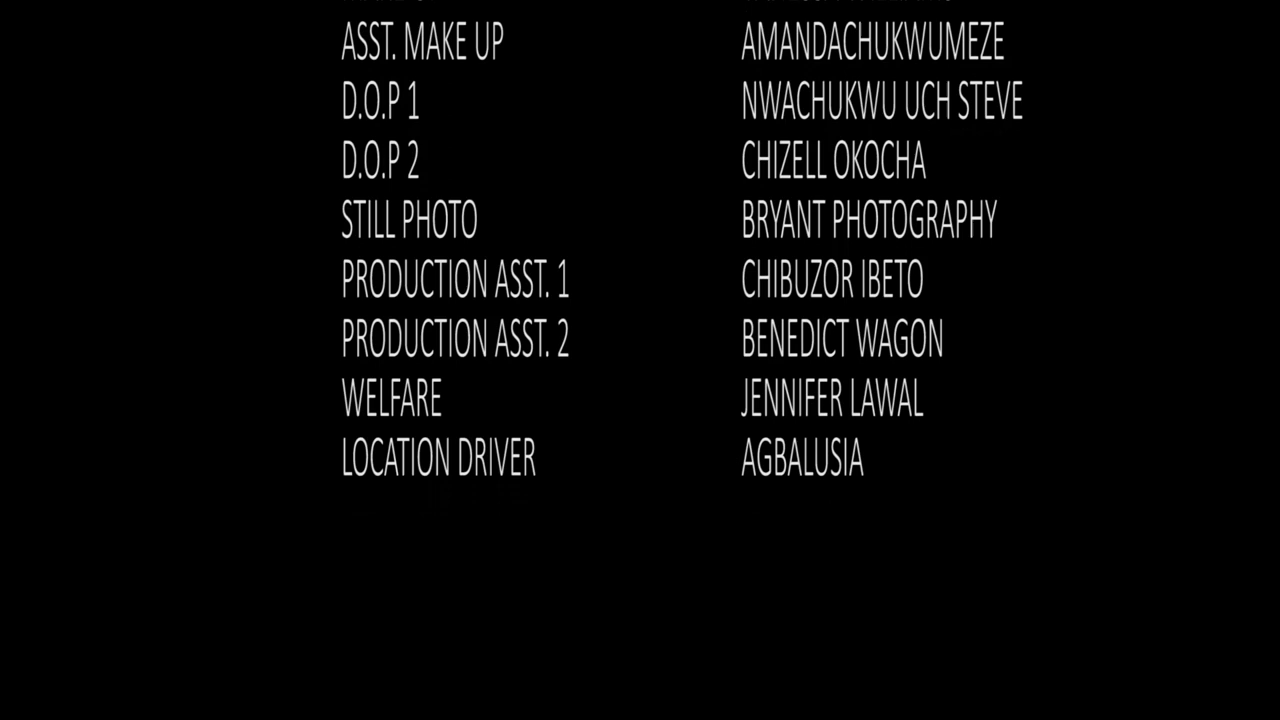 ASST. MAKE UP AMANDACHUKWUMEZE
D.O.P 1 NWACHUKWU UCH STEVE
D.O.P 2 CHIZELL OKOCHA
STILL PHOTO BRYANT PHOTOGRAPHY
PRODUCTION ASST. 1 CHIBUZOR IBETO
PRODUCTION ASST. 2 BENEDICT WAGON
WELFARE JENNIFER LAWAL
LOCATION DRIVER AGBALUSIA